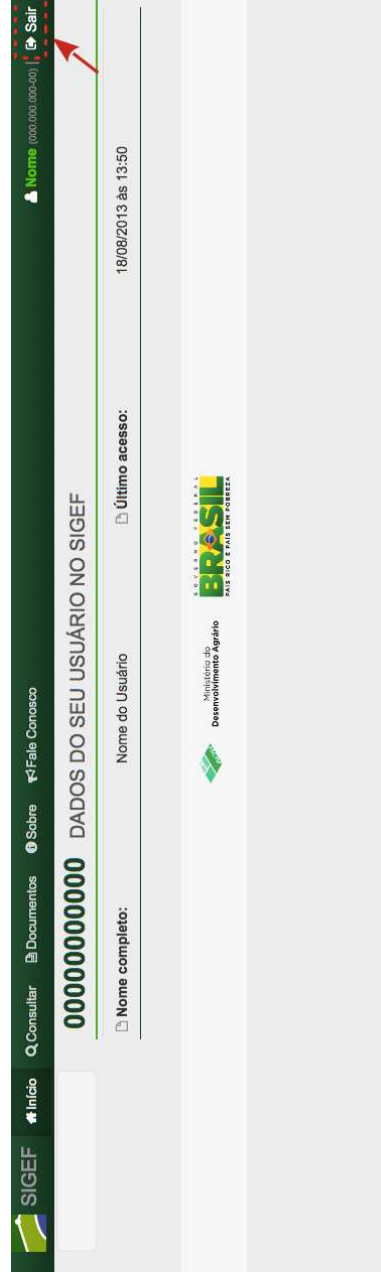 SIGEF Início Consultar Documentos Sobre Fale Conosco Nome (000.000.000-00) | Sair
00000000000 DADOS DO SEU USUÁRIO NO SIGEF
Nome completo: Nome do Usuário Último acesso: 18/08/2013 às 13:50
Ministério do
Desenvolvimento Agrário
GOVERNO FEDERAL
BRASIL
PAÍS RICO É PAÍS SEM POBREZA